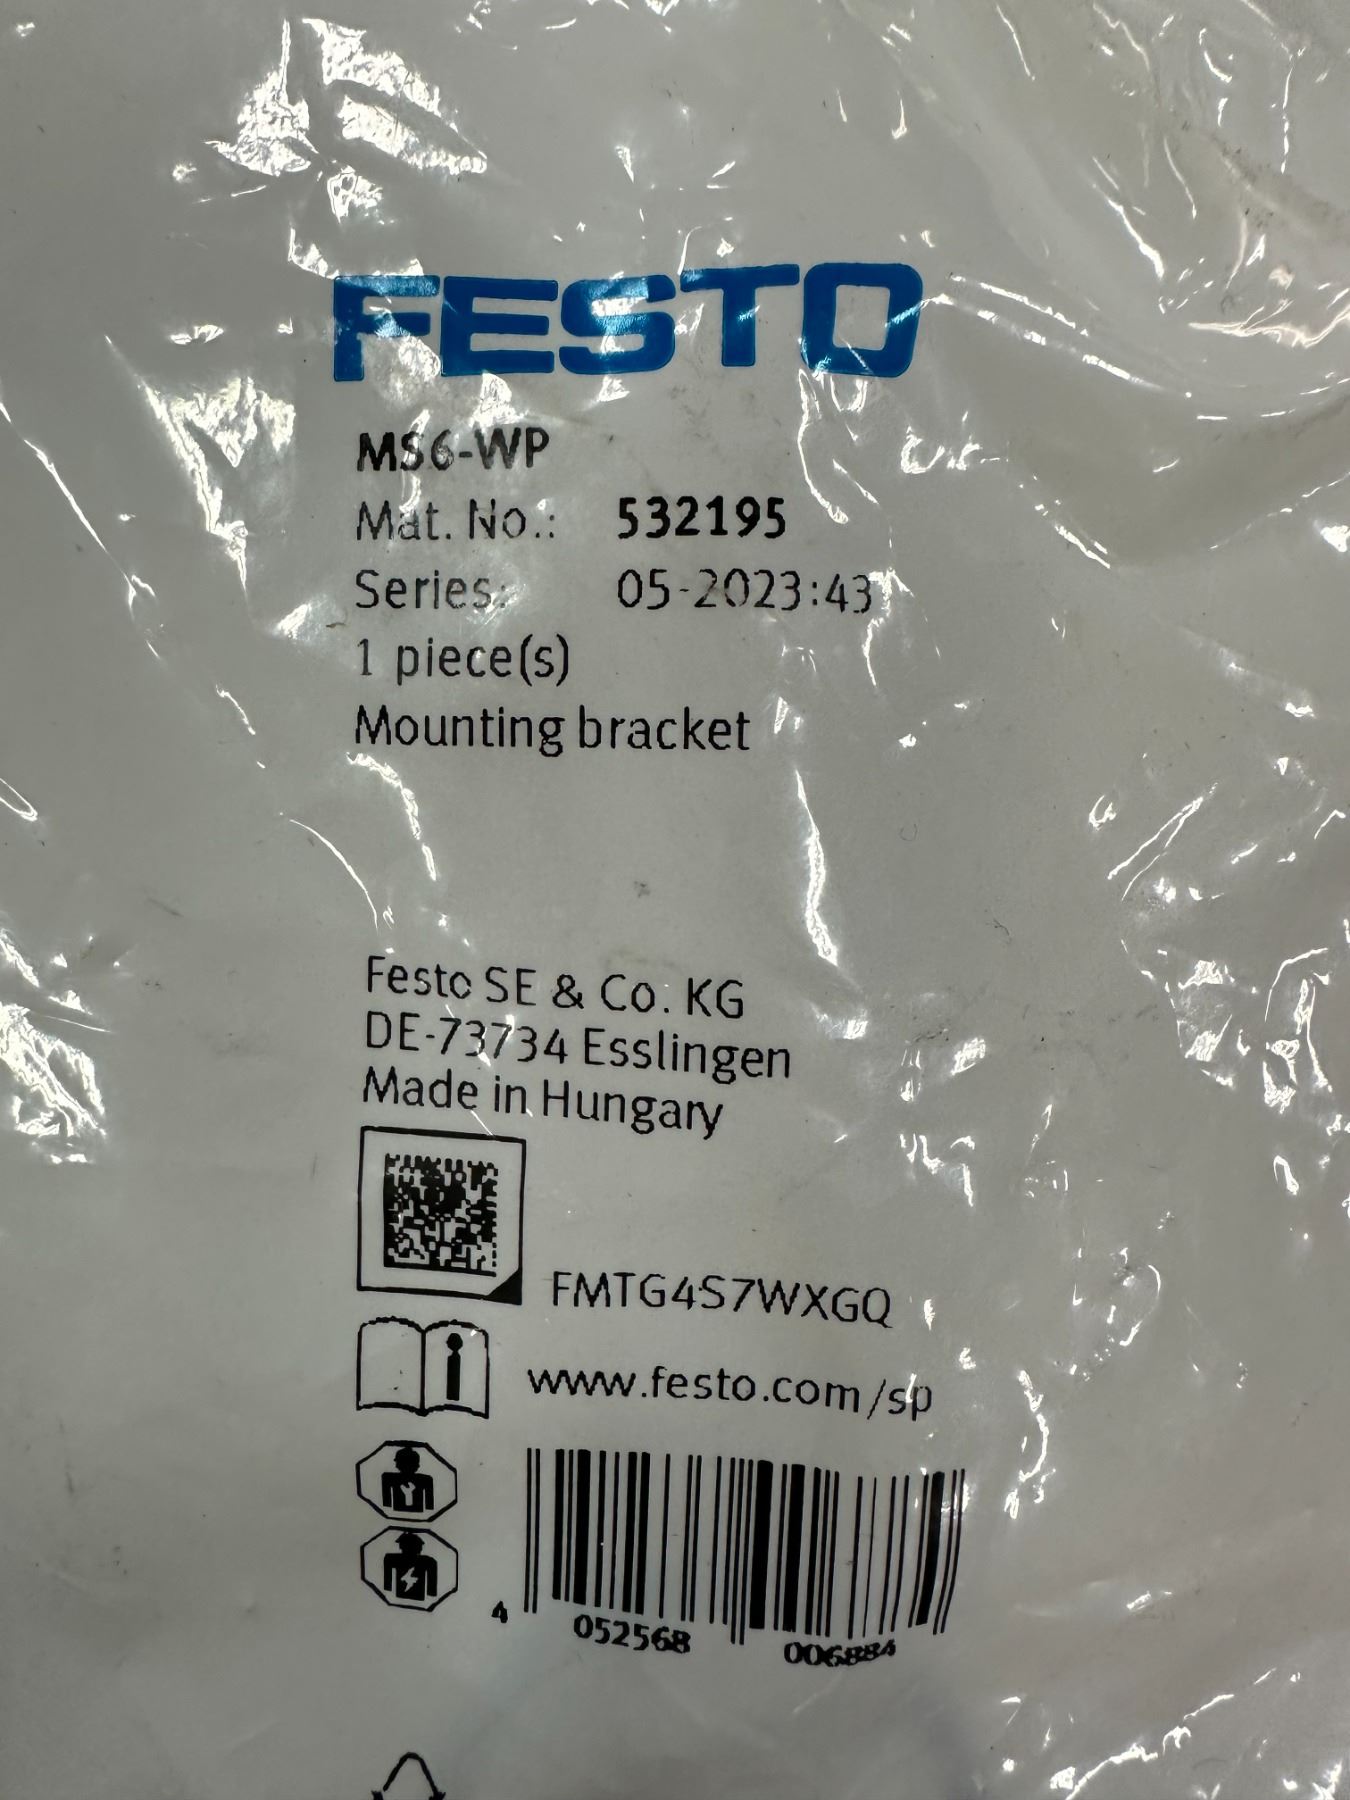 FESTO
MS6-WP
Mat. No.: 532195
Series: 05-2023:43
1 piece(s)
Mounting bracket
Festo SE & Co. KG
DE-73734 Esslingen
Made in Hungary
FMTG4S7WXGQ
www.festo.com/sp
4 052568 006884